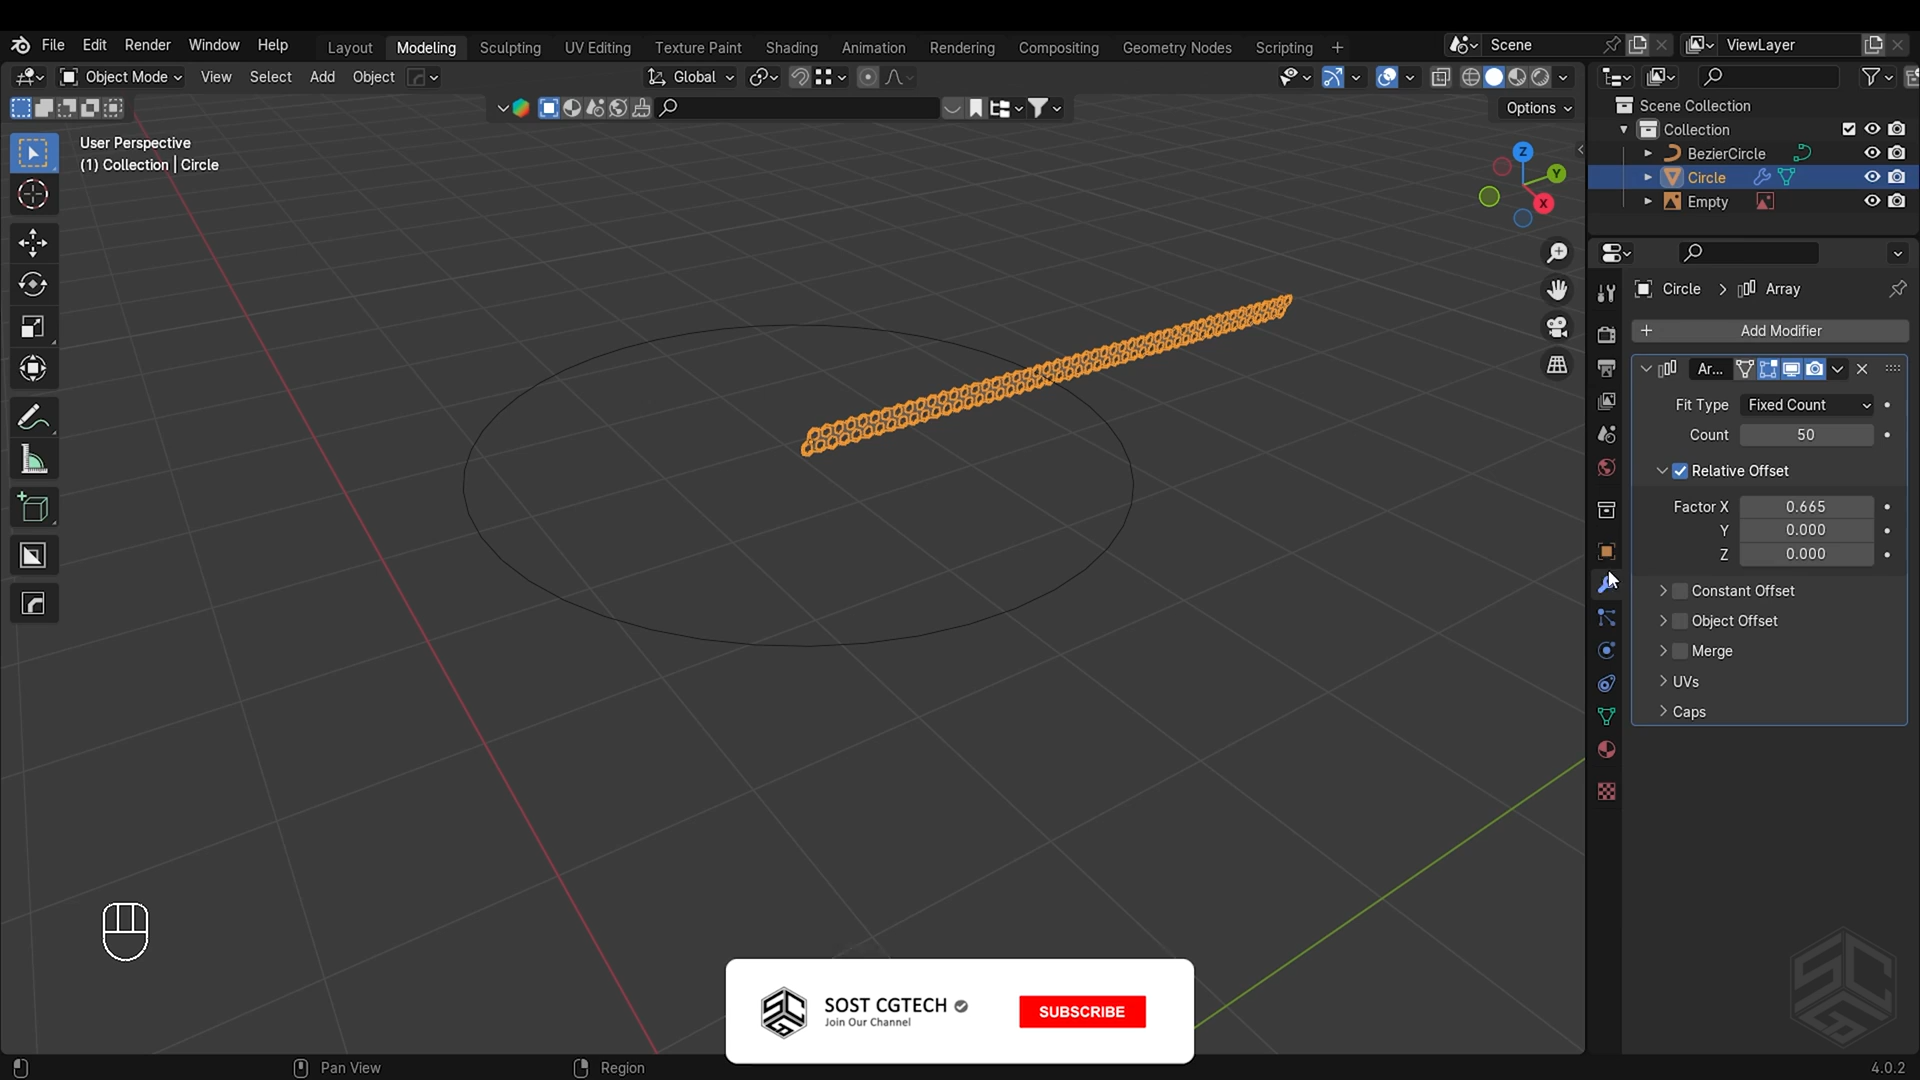 File Edit Render Window Help Layout Modeling Sculpting UV Editing Texture Paint Shading Animation Rendering Compositing Geometry Nodes Scripting + Scene ViewLayer
Object Mode View Select Add Object Global
Options
User Perspective
(1) Collection | Circle
Z
Y
X
Scene Collection
Collection
BezierCircle
Circle
Empty
Circle > Array
+ Add Modifier
Ar...
Fit Type Fixed Count
Count 50
Relative Offset
Factor X 0.665
Y 0.000
Z 0.000
Constant Offset
Object Offset
Merge
UVs
Caps
SOST CGTECH
Join Our Channel
SUBSCRIBE
SCG
Pan View Region 4.0.2